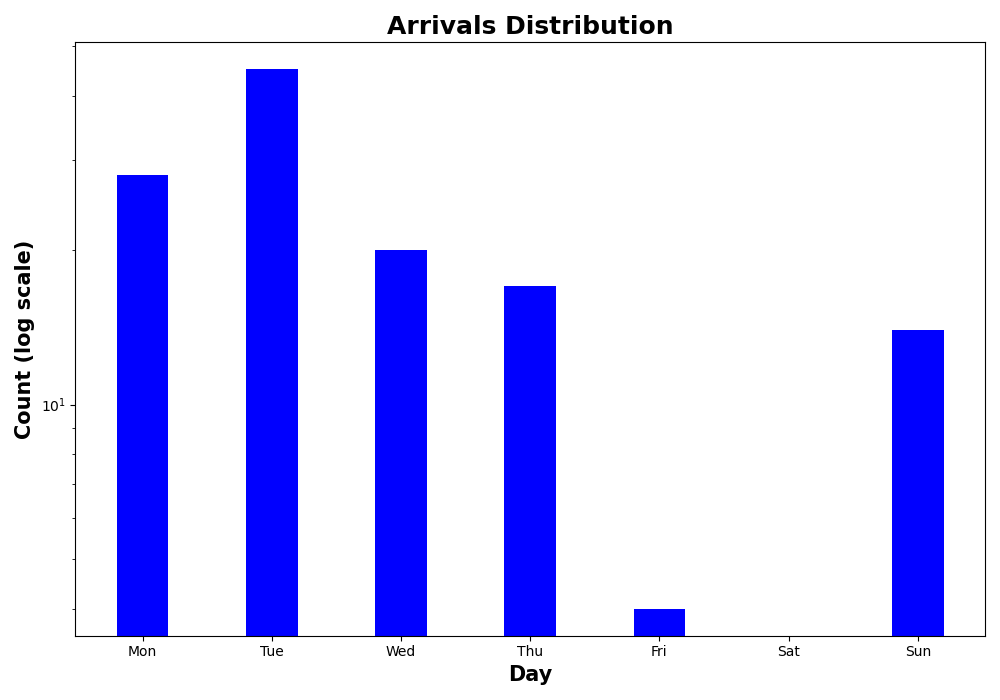 Arrivals Distribution
Count (log scale)
10¹
Mon Tue Wed Thu Fri Sat Sun
Day